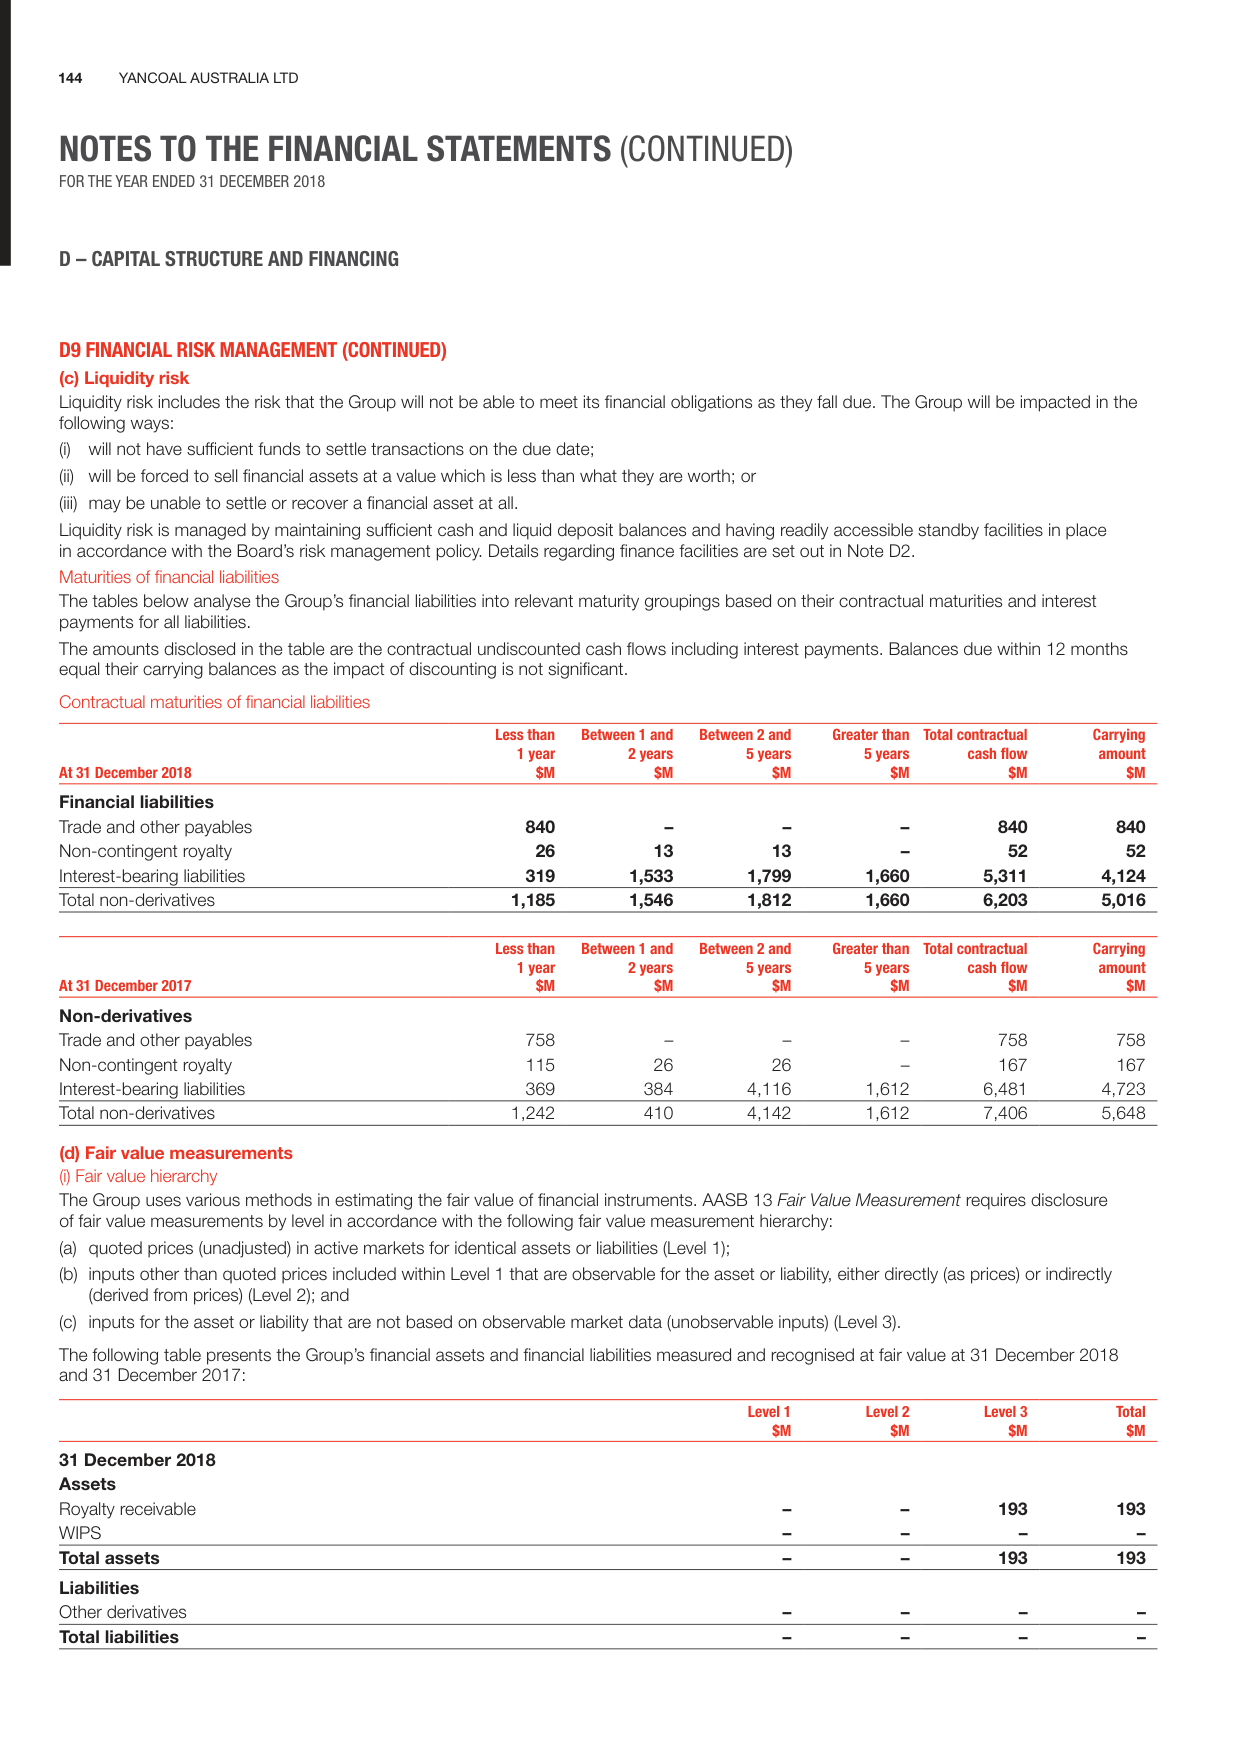 144 YANCOAL AUSTRALIA LTD
NOTES TO THE FINANCIAL STATEMENTS (CONTINUED)
FOR THE YEAR ENDED 31 DECEMBER 2018
D – CAPITAL STRUCTURE AND FINANCING
D9 FINANCIAL RISK MANAGEMENT (CONTINUED)
(c) Liquidity risk
Liquidity risk includes the risk that the Group will not be able to meet its financial obligations as they fall due. The Group will be impacted in the
following ways:
(i) will not have sufficient funds to settle transactions on the due date;
(ii) will be forced to sell financial assets at a value which is less than what they are worth; or
(iii) may be unable to settle or recover a financial asset at all.
Liquidity risk is managed by maintaining sufficient cash and liquid deposit balances and having readily accessible standby facilities in place
in accordance with the Board's risk management policy. Details regarding finance facilities are set out in Note D2.
Maturities of financial liabilities
The tables below analyse the Group's financial liabilities into relevant maturity groupings based on their contractual maturities and interest
payments for all liabilities.
The amounts disclosed in the table are the contractual undiscounted cash flows including interest payments. Balances due within 12 months
equal their carrying balances as the impact of discounting is not significant.
Contractual maturities of financial liabilities
Less than Between 1 and Between 2 and Greater than Total contractual Carrying
1 year 2 years 5 years 5 years cash flow amount
At 31 December 2018 $M $M $M $M $M $M
Financial liabilities
Trade and other payables 840 – – – 840 840
Non-contingent royalty 26 13 13 – 52 52
Interest-bearing liabilities 319 1,533 1,799 1,660 5,311 4,124
Total non-derivatives 1,185 1,546 1,812 1,660 6,203 5,016
Less than Between 1 and Between 2 and Greater than Total contractual Carrying
1 year 2 years 5 years 5 years cash flow amount
At 31 December 2017 $M $M $M $M $M $M
Non-derivatives
Trade and other payables 758 – – – 758 758
Non-contingent royalty 115 26 26 – 167 167
Interest-bearing liabilities 369 384 4,116 1,612 6,481 4,723
Total non-derivatives 1,242 410 4,142 1,612 7,406 5,648
(d) Fair value measurements
(i) Fair value hierarchy
The Group uses various methods in estimating the fair value of financial instruments. AASB 13 Fair Value Measurement requires disclosure
of fair value measurements by level in accordance with the following fair value measurement hierarchy:
(a) quoted prices (unadjusted) in active markets for identical assets or liabilities (Level 1);
(b) inputs other than quoted prices included within Level 1 that are observable for the asset or liability, either directly (as prices) or indirectly
(derived from prices) (Level 2); and
(c) inputs for the asset or liability that are not based on observable market data (unobservable inputs) (Level 3).
The following table presents the Group's financial assets and financial liabilities measured and recognised at fair value at 31 December 2018
and 31 December 2017:
Level 1 Level 2 Level 3 Total
$M $M $M $M
31 December 2018
Assets
Royalty receivable – – 193 193
WIPS – – – –
Total assets – – 193 193
Liabilities
Other derivatives – – – –
Total liabilities – – – –